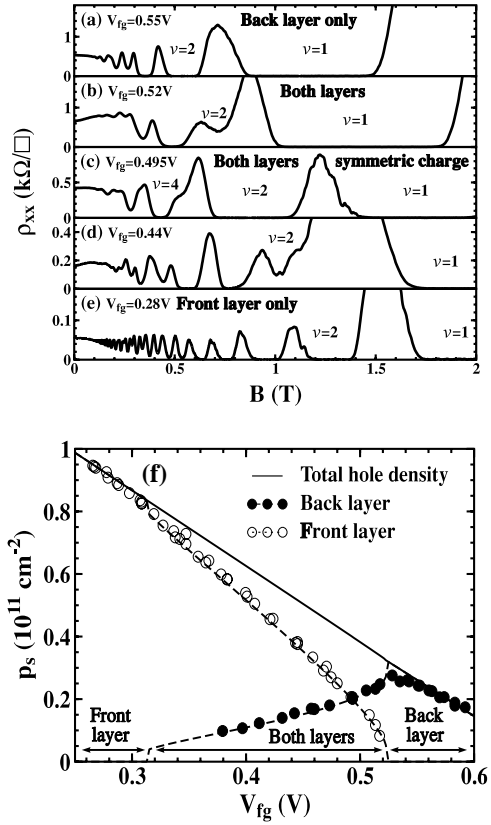 (a) V_fg=0.55V Back layer only
1
ν=2
ν=1
0
(b) V_fg=0.52V Both layers
1
ν=2
ν=1
0
(c) V_fg=0.495V Both layers symmetric charge
0.5
ν=4
ν=2
ν=1
0
(d) V_fg=0.44V
0.4
ν=2
0.2
ν=1
0
(e) V_fg=0.28V Front layer only
0.1
ν=2
ν=1
0
ρ_xx (kΩ/□)
0 0.5 1 1.5 2
B (T)
(f)
Total hole density
Back layer
Front layer
1
0.8
0.6
0.4
0.2
0
p_s (10^11 cm^-2)
Front layer
Both layers
Back layer
0.3 0.4 0.5 0.6
V_fg (V)